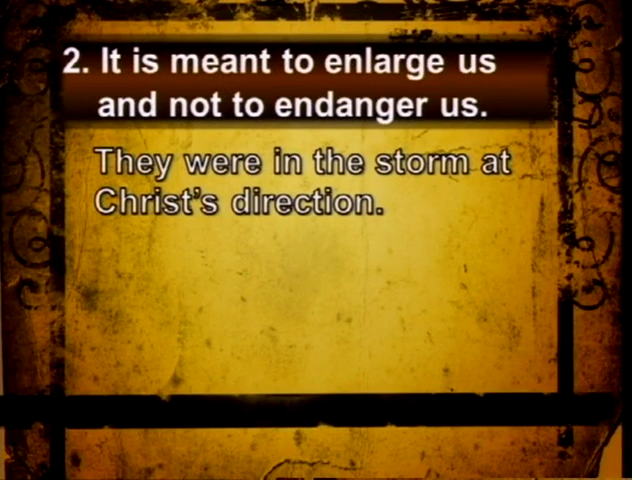 2. It is meant to enlarge us
and not to endanger us.
They were in the storm at
Christ's direction.